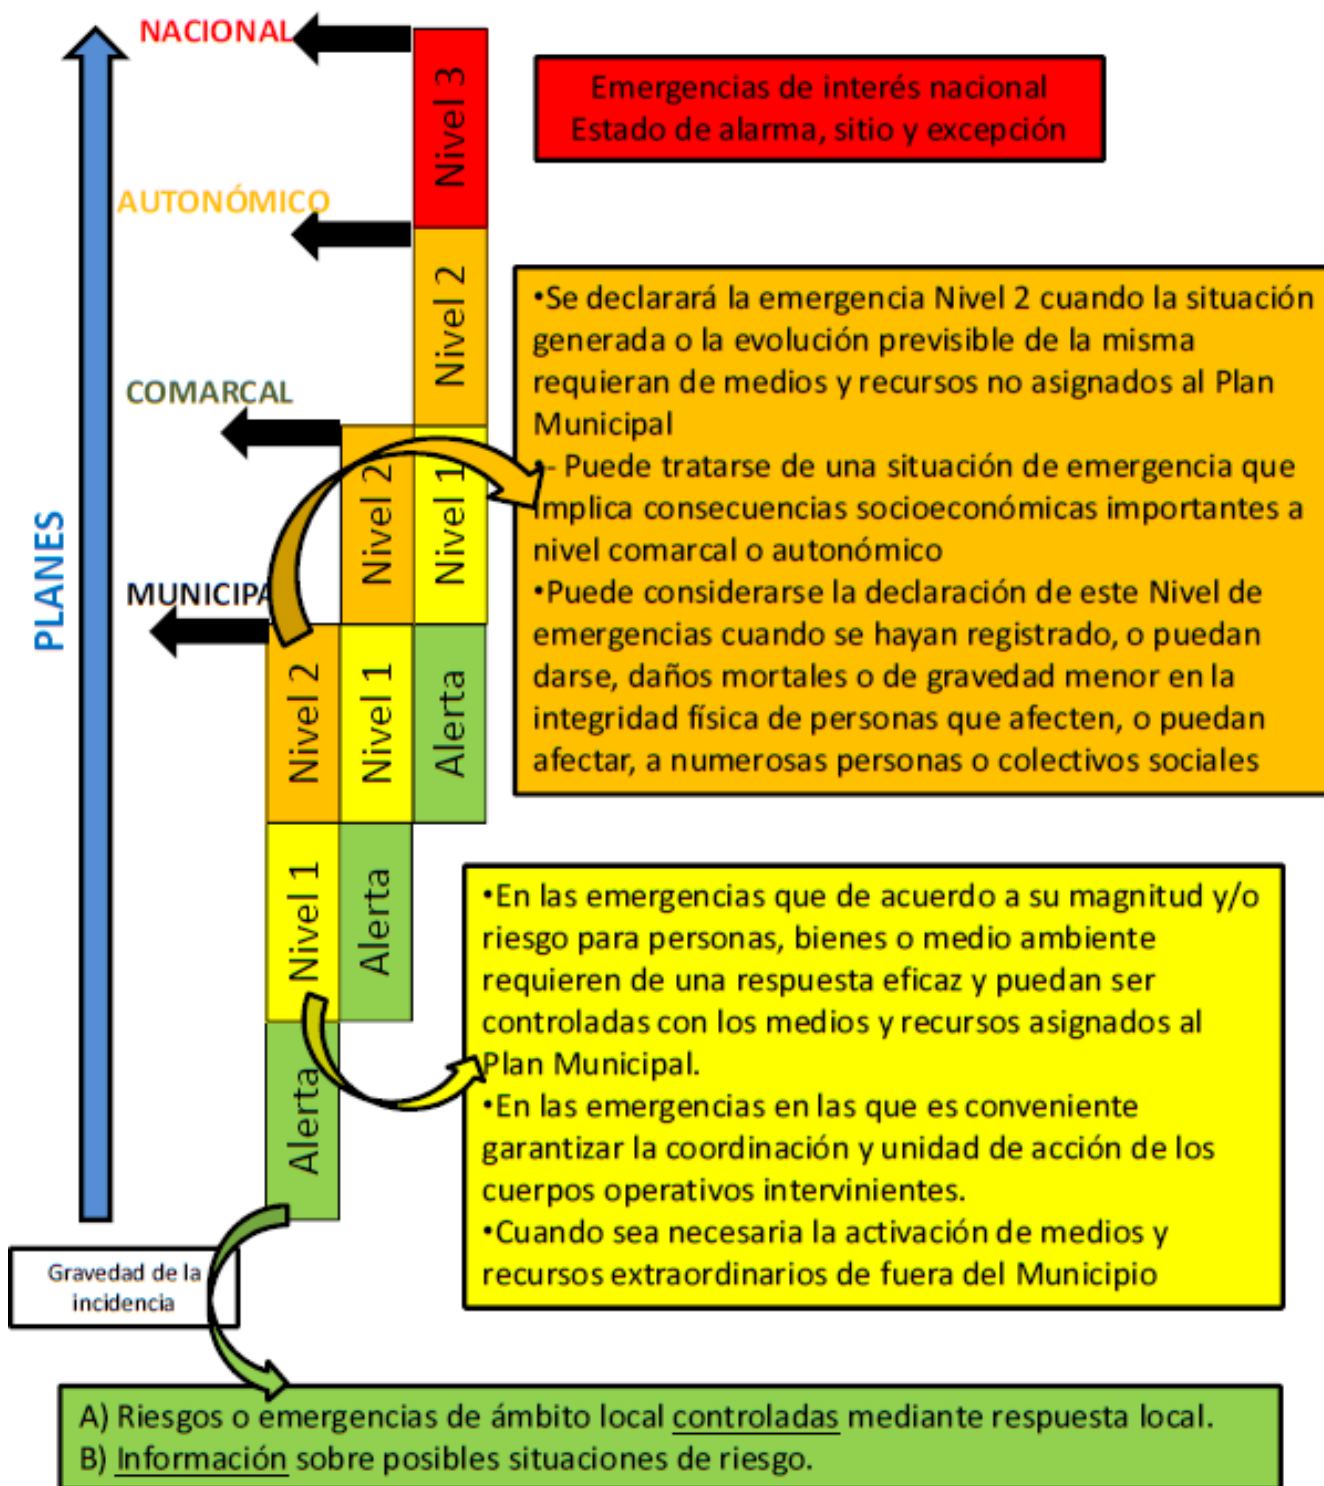 NACIONAL
Nivel 3
Emergencias de interés nacional
Estado de alarma, sitio y excepción
AUTONÓMICO
Nivel 2
•Se declarará la emergencia Nivel 2 cuando la situación
generada o la evolución previsible de la misma
requieran de medios y recursos no asignados al Plan
Municipal
•- Puede tratarse de una situación de emergencia que
implica consecuencias socioeconómicas importantes a
nivel comarcal o autonómico
•Puede considerarse la declaración de este Nivel de
emergencias cuando se hayan registrado, o puedan
darse, daños mortales o de gravedad menor en la
integridad física de personas que afecten, o puedan
afectar, a numerosas personas o colectivos sociales
COMARCAL
Nivel 2
Nivel 1
PLANES
MUNICIPA
Nivel 2
Nivel 1
Alerta
Nivel 1
Alerta
•En las emergencias que de acuerdo a su magnitud y/o
riesgo para personas, bienes o medio ambiente
requieren de una respuesta eficaz y puedan ser
controladas con los medios y recursos asignados al
Plan Municipal.
•En las emergencias en las que es conveniente
garantizar la coordinación y unidad de acción de los
cuerpos operativos intervinientes.
•Cuando sea necesaria la activación de medios y
recursos extraordinarios de fuera del Municipio
Alerta
Gravedad de la
incidencia
A) Riesgos o emergencias de ámbito local controladas mediante respuesta local.
B) Información sobre posibles situaciones de riesgo.